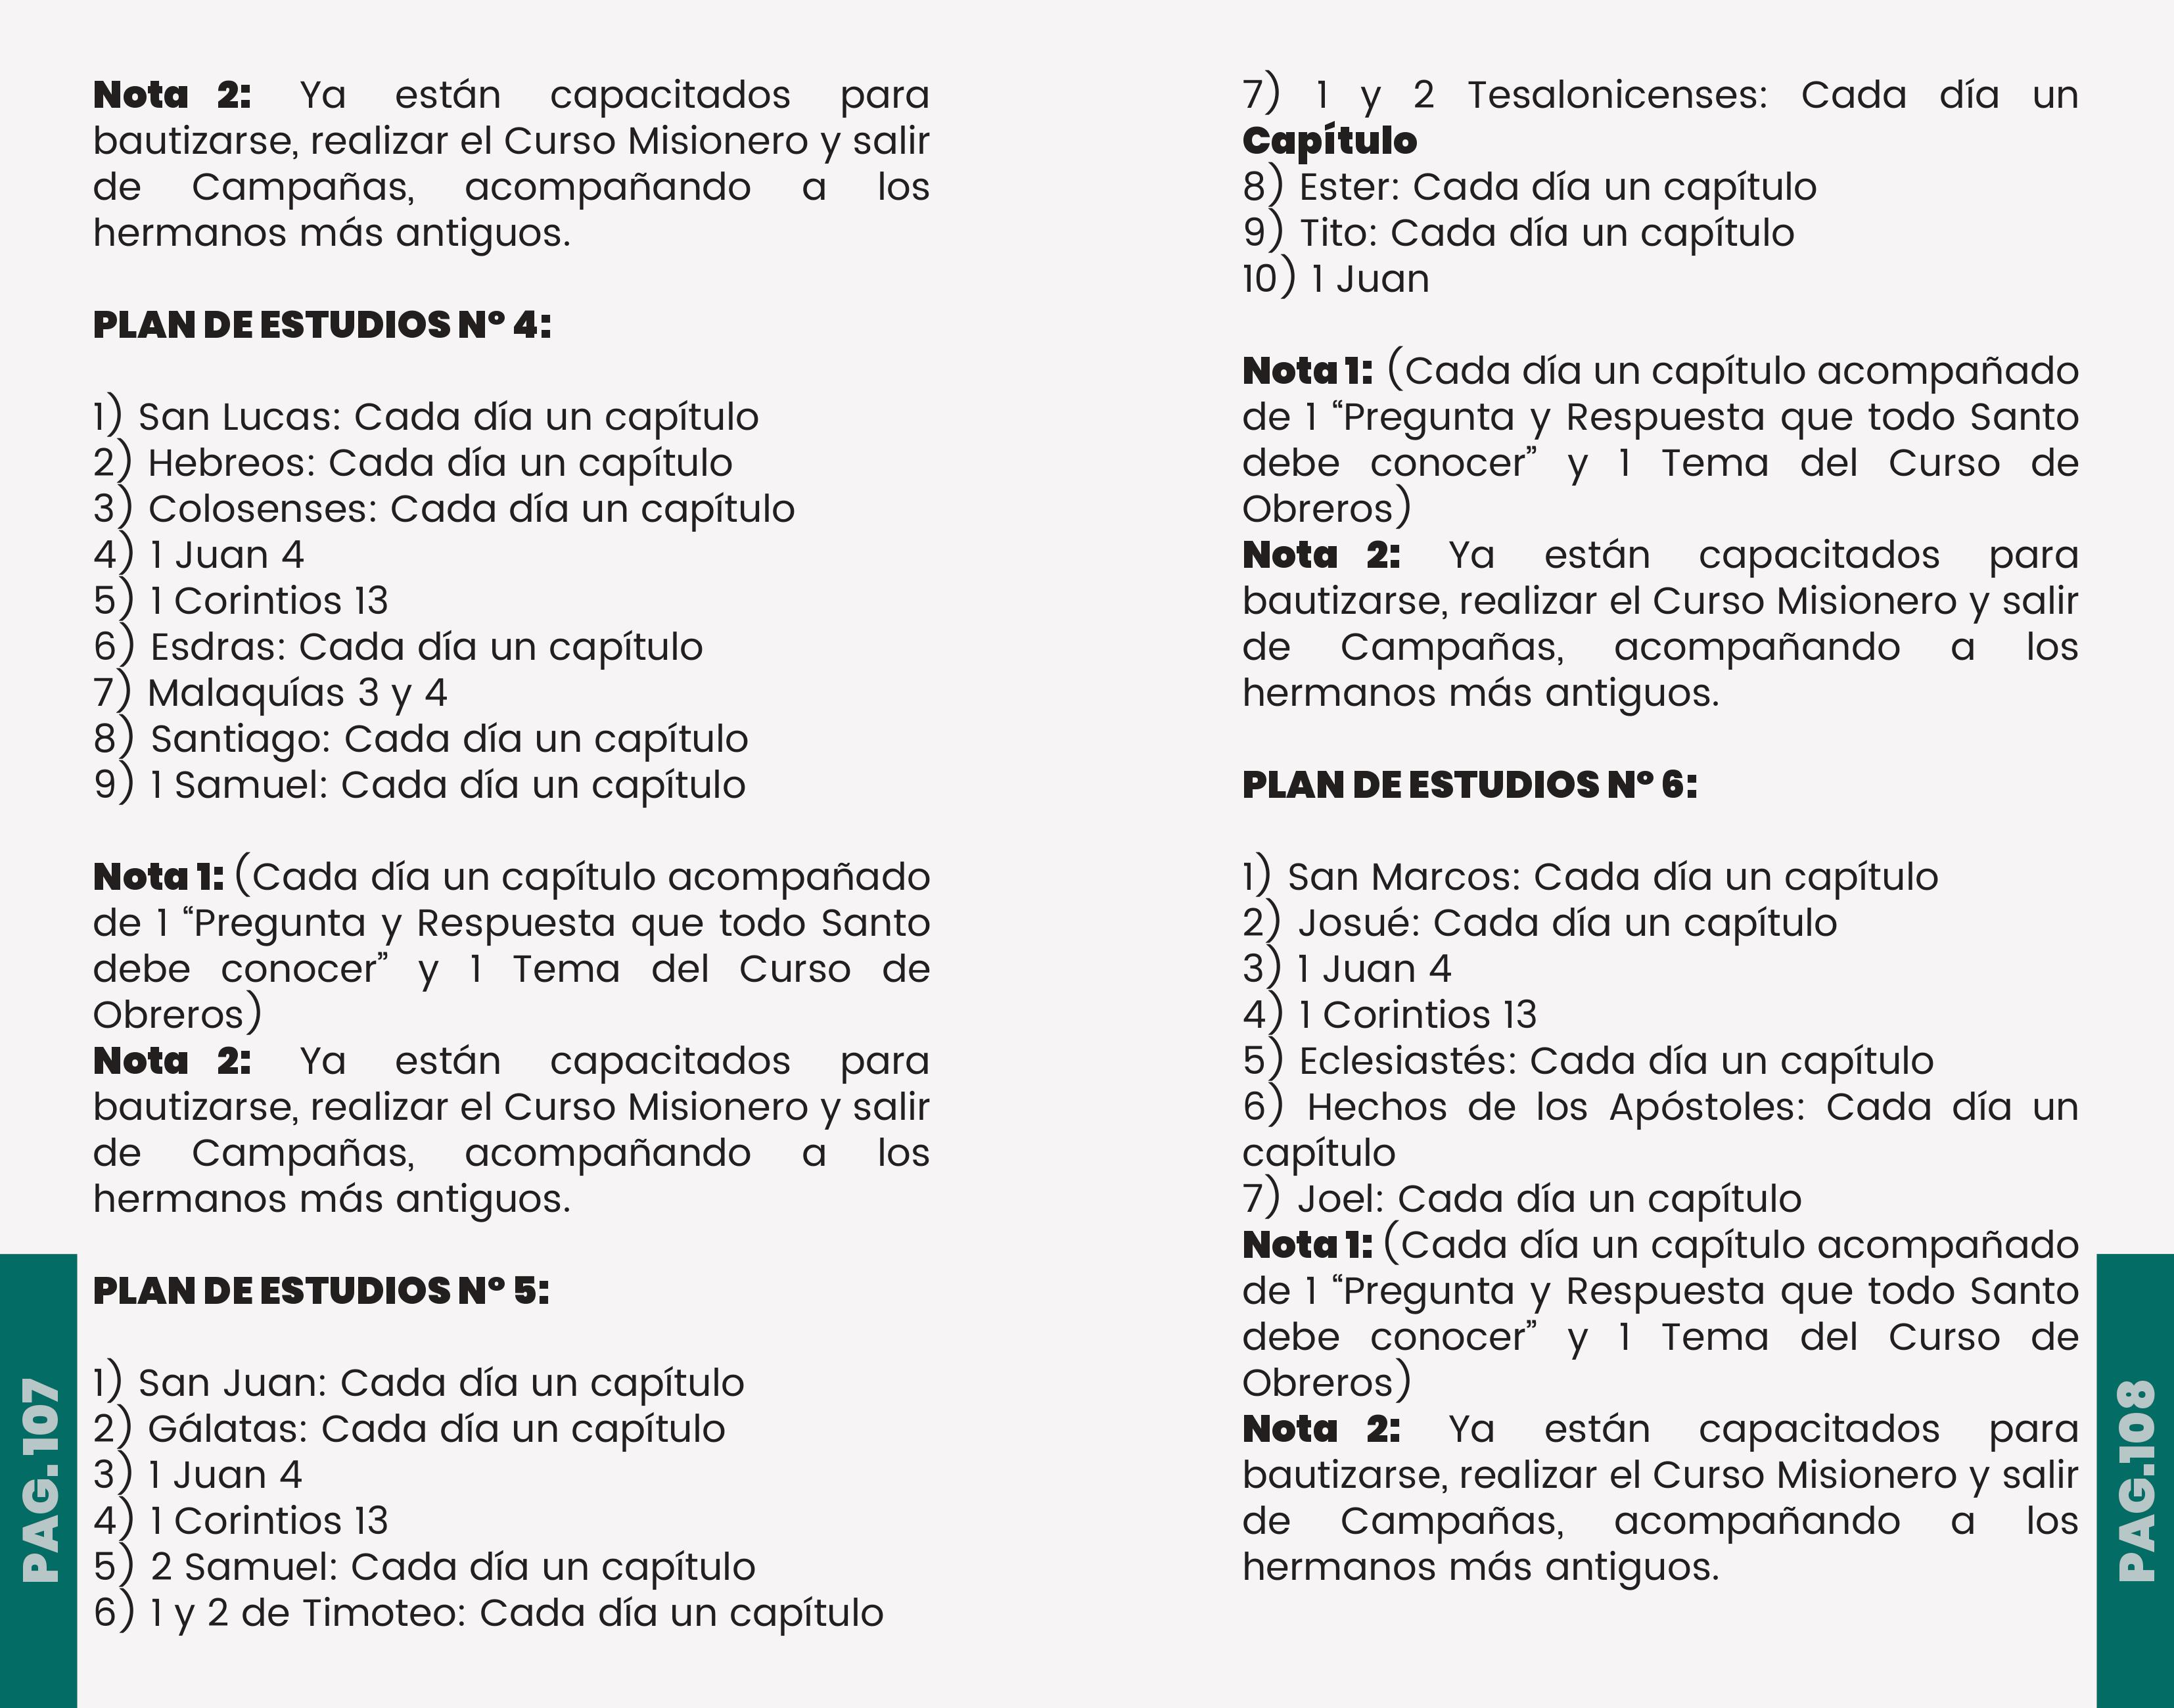 Nota 2: Ya están capacitados para
bautizarse, realizar el Curso Misionero y salir
de Campañas, acompañando a los
hermanos más antiguos.
PLAN DE ESTUDIOS Nº 4:
1) San Lucas: Cada día un capítulo
2) Hebreos: Cada día un capítulo
3) Colosenses: Cada día un capítulo
4) 1 Juan 4
5) 1 Corintios 13
6) Esdras: Cada día un capítulo
7) Malaquías 3 y 4
8) Santiago: Cada día un capítulo
9) 1 Samuel: Cada día un capítulo
Nota 1: (Cada día un capítulo acompañado
de 1 “Pregunta y Respuesta que todo Santo
debe conocer” y 1 Tema del Curso de
Obreros)
Nota 2: Ya están capacitados para
bautizarse, realizar el Curso Misionero y salir
de Campañas, acompañando a los
hermanos más antiguos.
PLAN DE ESTUDIOS Nº 5:
1) San Juan: Cada día un capítulo
2) Gálatas: Cada día un capítulo
3) 1 Juan 4
4) 1 Corintios 13
5) 2 Samuel: Cada día un capítulo
6) 1 y 2 de Timoteo: Cada día un capítulo
PAG. 107
7) 1 y 2 Tesalonicenses: Cada día un
Capítulo
8) Ester: Cada día un capítulo
9) Tito: Cada día un capítulo
10) 1 Juan
Nota 1: (Cada día un capítulo acompañado
de 1 “Pregunta y Respuesta que todo Santo
debe conocer” y 1 Tema del Curso de
Obreros)
Nota 2: Ya están capacitados para
bautizarse, realizar el Curso Misionero y salir
de Campañas, acompañando a los
hermanos más antiguos.
PLAN DE ESTUDIOS Nº 6:
1) San Marcos: Cada día un capítulo
2) Josué: Cada día un capítulo
3) 1 Juan 4
4) 1 Corintios 13
5) Eclesiastés: Cada día un capítulo
6) Hechos de los Apóstoles: Cada día un
capítulo
7) Joel: Cada día un capítulo
Nota 1: (Cada día un capítulo acompañado
de 1 “Pregunta y Respuesta que todo Santo
debe conocer” y 1 Tema del Curso de
Obreros)
Nota 2: Ya están capacitados para
bautizarse, realizar el Curso Misionero y salir
de Campañas, acompañando a los
hermanos más antiguos.
PAG.108